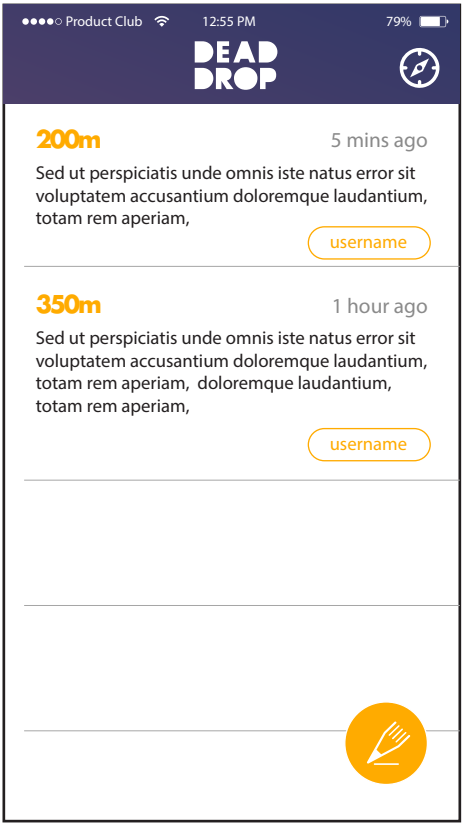 Product Club 12:55 PM 79%
DEAD
DROP
200m 5 mins ago
Sed ut perspiciatis unde omnis iste natus error sit
voluptatem accusantium doloremque laudantium,
totam rem aperiam,
username
350m 1 hour ago
Sed ut perspiciatis unde omnis iste natus error sit
voluptatem accusantium doloremque laudantium,
totam rem aperiam,  doloremque laudantium,
totam rem aperiam,
username